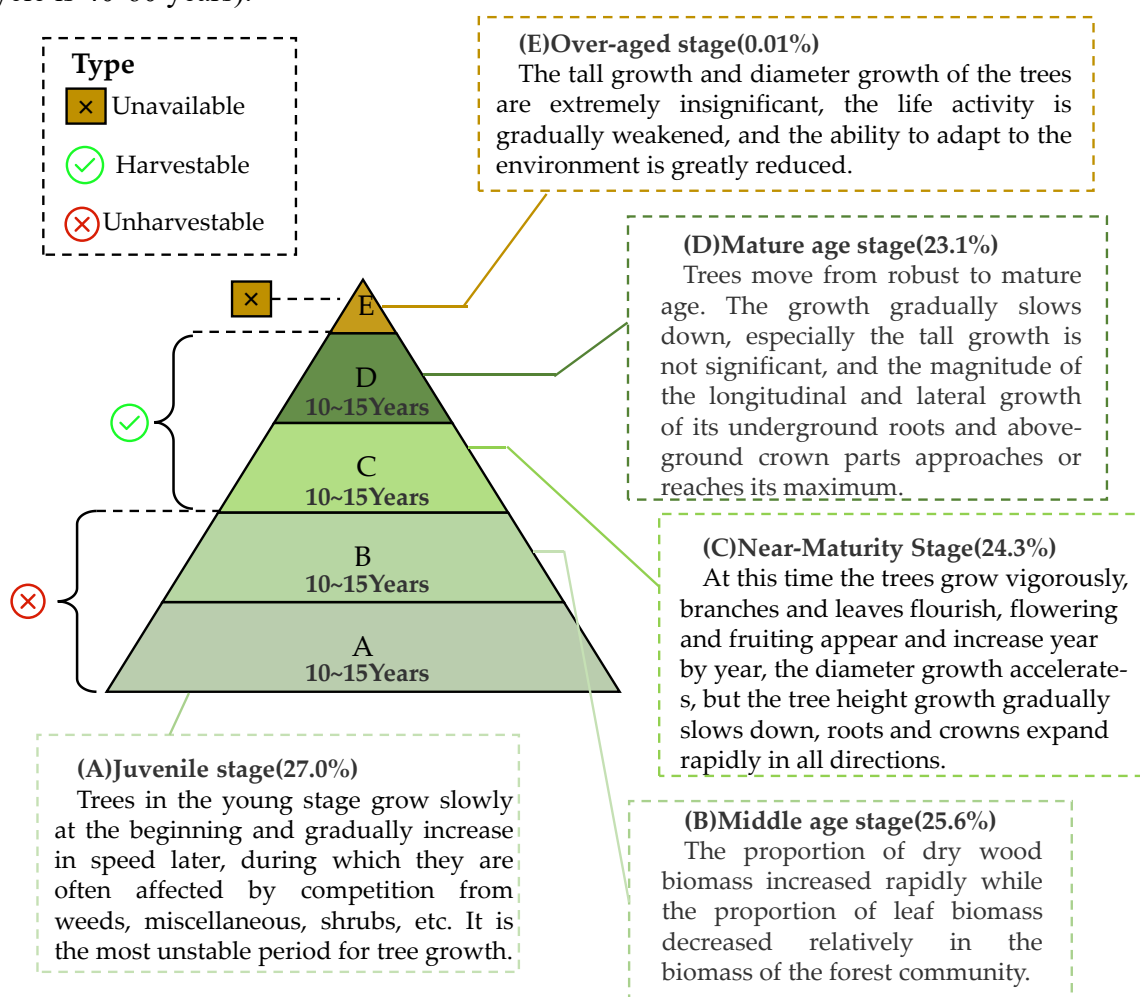 Type
Unavailable
Harvestable
Unharvestable
(E)Over-aged stage(0.01%)
The tall growth and diameter growth of the trees
are extremely insignificant, the life activity is
gradually weakened, and the ability to adapt to the
environment is greatly reduced.
(D)Mature age stage(23.1%)
Trees move from robust to mature
age. The growth gradually slows
down, especially the tall growth is
not significant, and the magnitude of
the longitudinal and lateral growth
of its underground roots and above-
ground crown parts approaches or
reaches its maximum.
E
D
10~15Years
C
10~15Years
B
10~15Years
A
10~15Years
(C)Near-Maturity Stage(24.3%)
At this time the trees grow vigorously,
branches and leaves flourish, flowering
and fruiting appear and increase year
by year, the diameter growth accelerate-
s, but the tree height growth gradually
slows down, roots and crowns expand
rapidly in all directions.
(A)Juvenile stage(27.0%)
Trees in the young stage grow slowly
at the beginning and gradually increase
in speed later, during which they are
often affected by competition from
weeds, miscellaneous, shrubs, etc. It is
the most unstable period for tree growth.
(B)Middle age stage(25.6%)
The proportion of dry wood
biomass increased rapidly while
the proportion of leaf biomass
decreased relatively in the
biomass of the forest community.